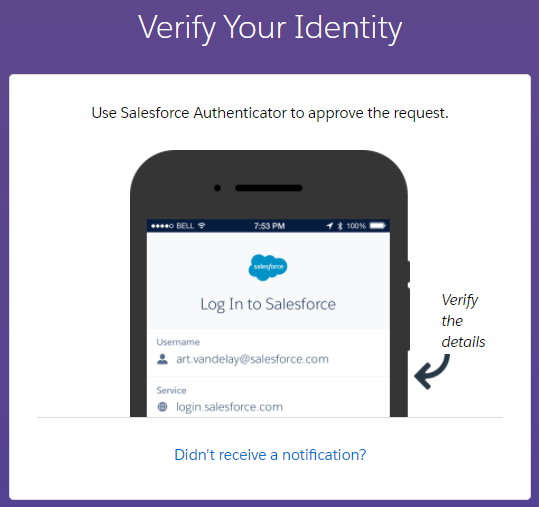 Verify Your Identity
Use Salesforce Authenticator to approve the request.
BELL 7:53 PM 100%
salesforce
Log In to Salesforce
Verify
the
details
Username
art.vandelay@salesforce.com
Service
login.salesforce.com
Didn't receive a notification?